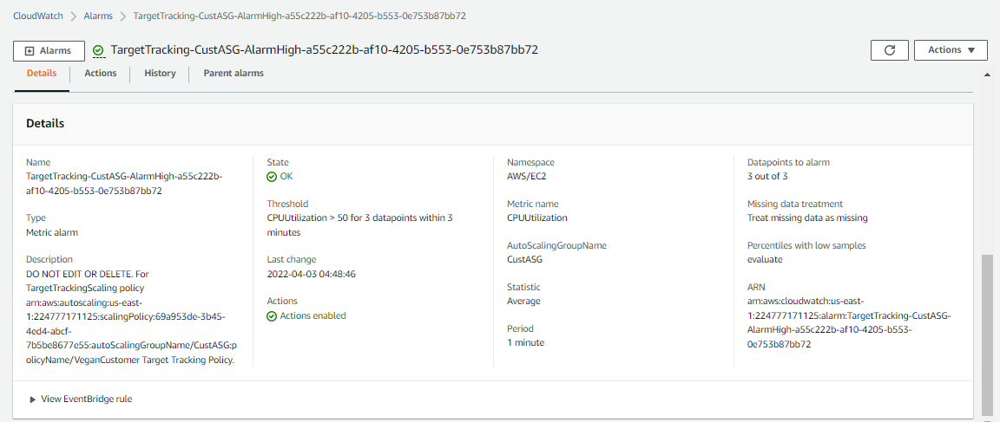 CloudWatch > Alarms > TargetTracking-CustASG-AlarmHigh-a55c222b-af10-4205-b553-0e753b87bb72
Alarms
TargetTracking-CustASG-AlarmHigh-a55c222b-af10-4205-b553-0e753b87bb72
Actions
Details
Actions
History
Parent alarms
Details
Name
TargetTracking-CustASG-AlarmHigh-a55c222b-
af10-4205-b553-0e753b87bb72
Type
Metric alarm
Description
DO NOT EDIT OR DELETE. For
TargetTrackingScaling policy
arn:aws:autoscaling:us-east-
1:224777171125:scalingPolicy:69a953de-3b45-
4ed4-abcf-
7b5be8677e55:autoScalingGroupName/CustASG:p
olicyName/VeganCustomer Target Tracking Policy.
State
OK
Threshold
CPUUtilization > 50 for 3 datapoints within 3
minutes
Last change
2022-04-03 04:48:46
Actions
Actions enabled
Namespace
AWS/EC2
Metric name
CPUUtilization
AutoScalingGroupName
CustASG
Statistic
Average
Period
1 minute
Datapoints to alarm
3 out of 3
Missing data treatment
Treat missing data as missing
Percentiles with low samples
evaluate
ARN
arn:aws:cloudwatch:us-east-
1:224777171125:alarm:TargetTracking-CustASG-
AlarmHigh-a55c222b-af10-4205-b553-
0e753b87bb72
View EventBridge rule